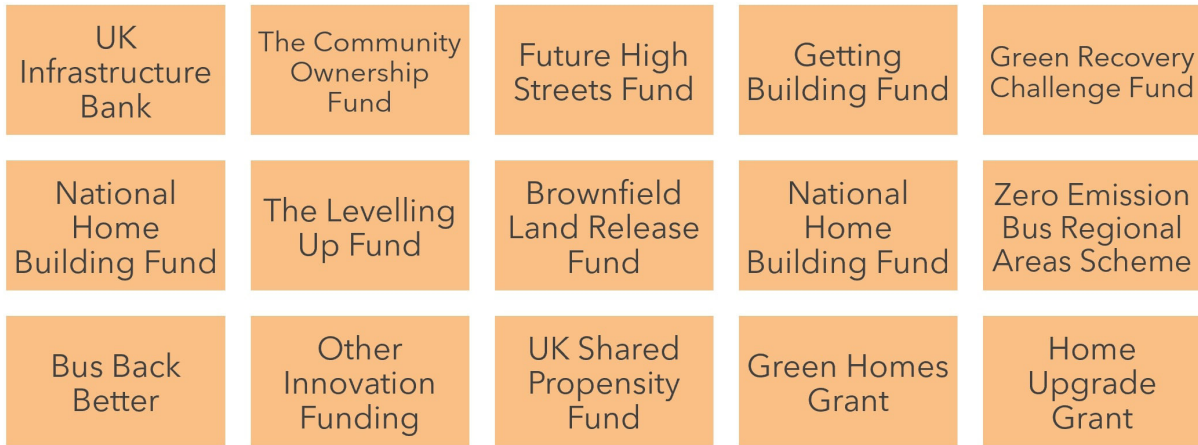 UK
Infrastructure
Bank
The Community
Ownership
Fund
Future High
Streets Fund
Getting
Building Fund
Green Recovery
Challenge Fund
National
Home
Building Fund
The Levelling
Up Fund
Brownfield
Land Release
Fund
National
Home
Building Fund
Zero Emission
Bus Regional
Areas Scheme
Bus Back
Better
Other
Innovation
Funding
UK Shared
Propensity
Fund
Green Homes
Grant
Home
Upgrade
Grant